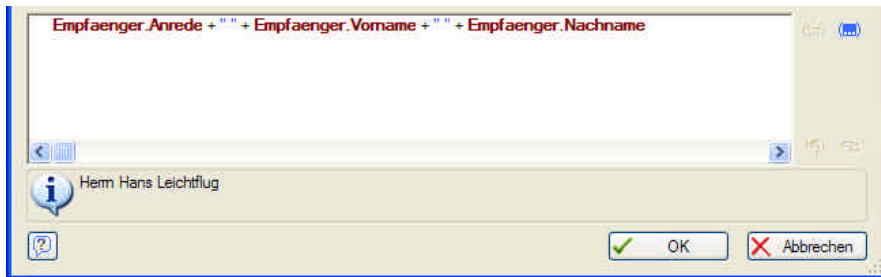 Empfaenger.Anrede + " " + Empfaenger.Vorname + " " + Empfaenger.Nachname
Herrn Hans Leichtflug
OK
Abbrechen